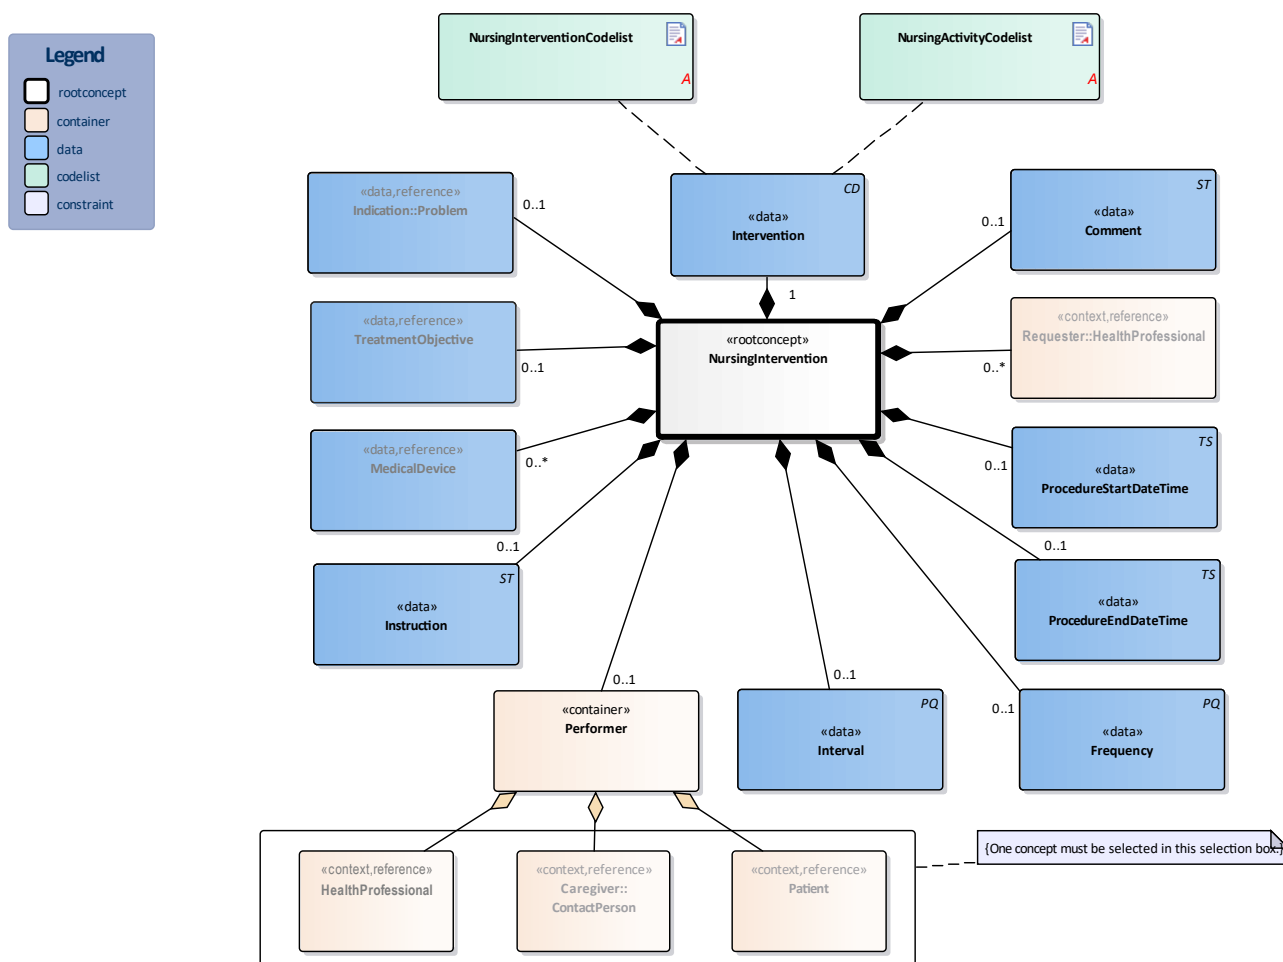 NursingInterventionCodelist
A
NursingActivityCodelist
A
Legend
rootconcept
container
data
codelist
constraint
«data,reference»
Indication::Problem
0..1
CD
«data»
Intervention
1
ST
«data»
Comment
0..1
«data,reference»
TreatmentObjective
0..1
«rootconcept»
NursingIntervention
«context,reference»
Requester::HealthProfessional
0..*
«data,reference»
MedicalDevice
0..*
TS
«data»
ProcedureStartDateTime
0..1
ST
«data»
Instruction
0..1
TS
«data»
ProcedureEndDateTime
0..1
«container»
Performer
0..1
PQ
«data»
Interval
0..1
PQ
«data»
Frequency
0..1
{One concept must be selected in this selection box.}
«context,reference»
HealthProfessional
«context,reference»
Caregiver::
ContactPerson
«context,reference»
Patient